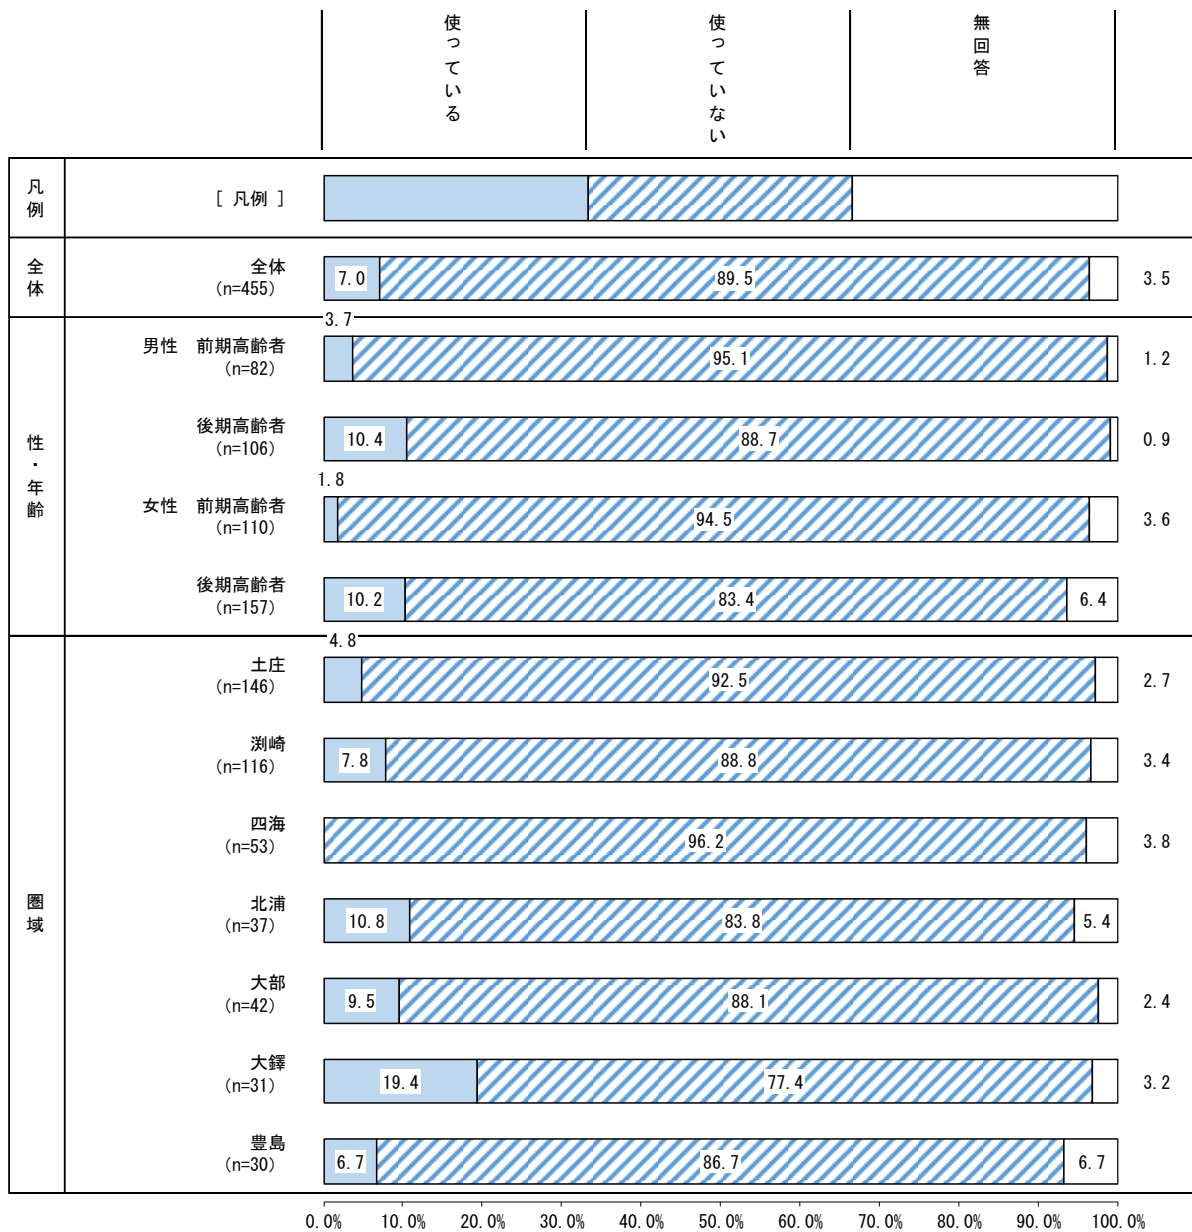 使っている
使っていない
無回答
凡例
[ 凡例 ]
全体
全体
(n=455)
7.0
89.5
3.5
性・年齢
男性　前期高齢者
(n=82)
3.7
95.1
1.2
後期高齢者
(n=106)
10.4
88.7
0.9
女性　前期高齢者
(n=110)
1.8
94.5
3.6
後期高齢者
(n=157)
10.2
83.4
6.4
圏域
土庄
(n=146)
4.8
92.5
2.7
渕崎
(n=116)
7.8
88.8
3.4
四海
(n=53)
96.2
3.8
北浦
(n=37)
10.8
83.8
5.4
大部
(n=42)
9.5
88.1
2.4
大鐸
(n=31)
19.4
77.4
3.2
豊島
(n=30)
6.7
86.7
6.7
0.0% 10.0% 20.0% 30.0% 40.0% 50.0% 60.0% 70.0% 80.0% 90.0% 100.0%